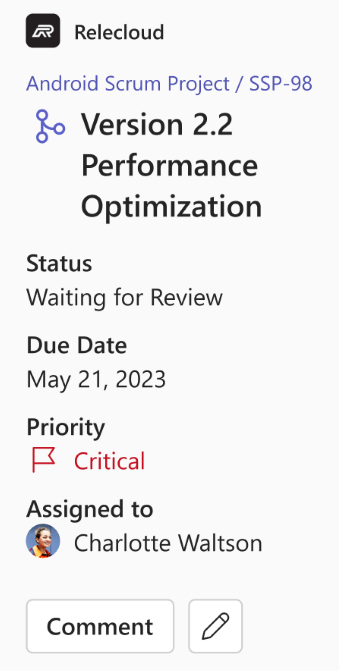 Relecloud
Android Scrum Project / SSP-98
Version 2.2
Performance
Optimization
Status
Waiting for Review
Due Date
May 21, 2023
Priority
Critical
Assigned to
Charlotte Waltson
Comment